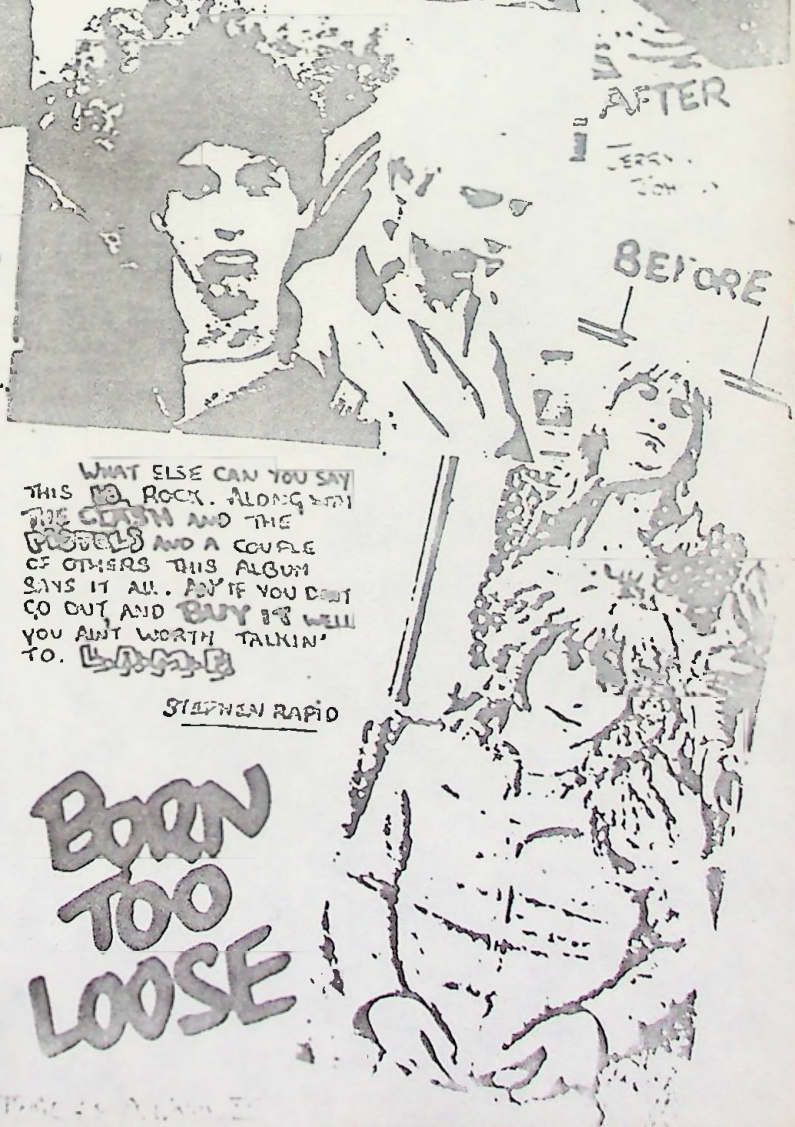 AFTER
JERRY
BEFORE
WHAT ELSE CAN YOU SAY
THIS IS ROCK. ALONG WITH
THE CLASH AND THE
PISTOLS AND A COUPLE
OF OTHERS THIS ALBUM
SAYS IT ALL. AN' IF YOU DON'T
GO OUT AND BUY IT WELL
YOU AIN'T WORTH TALKIN'
TO. L.A.M.F.
STEPHEN RAPID
BORN
TOO
LOOSE